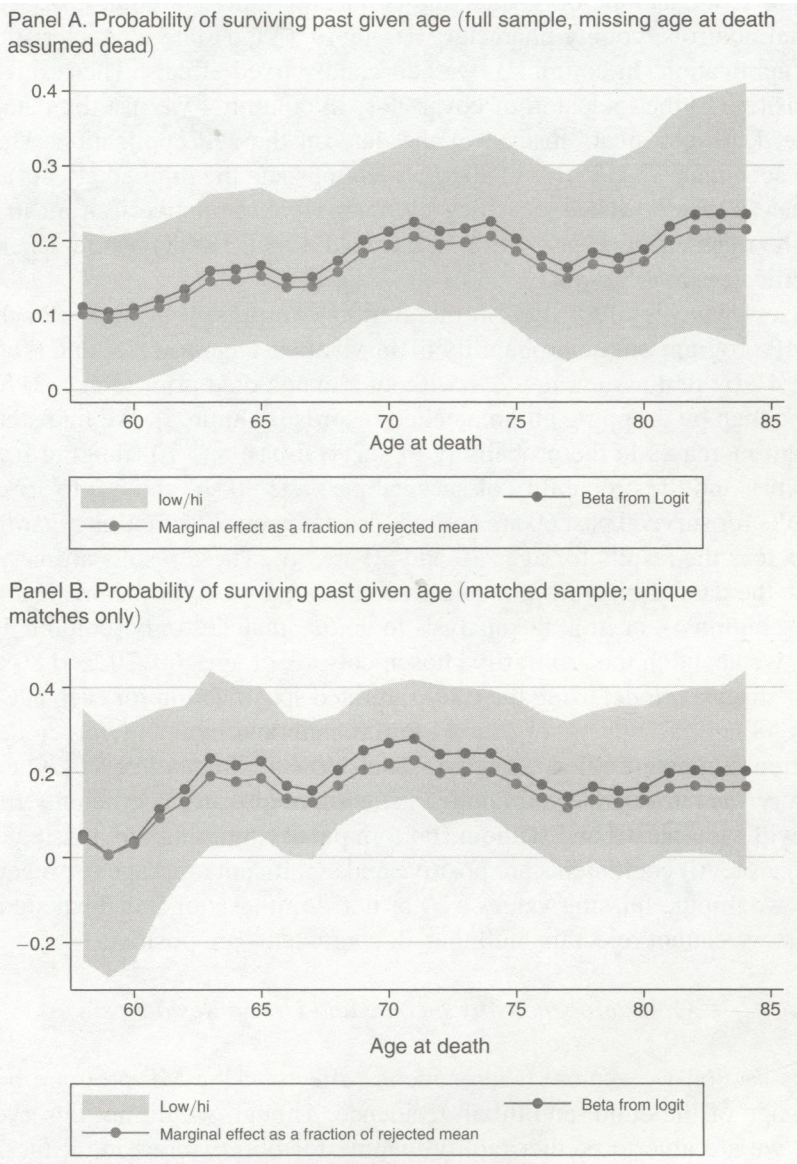 Panel A. Probability of surviving past given age (full sample, missing age at death
assumed dead)
0.4
0.3
0.2
0.1
0
60
65
70
75
80
85
Age at death
low/hi
Beta from Logit
Marginal effect as a fraction of rejected mean
Panel B. Probability of surviving past given age (matched sample; unique
matches only)
0.4
0.2
0
−0.2
60
65
70
75
80
85
Age at death
Low/hi
Beta from logit
Marginal effect as a fraction of rejected mean